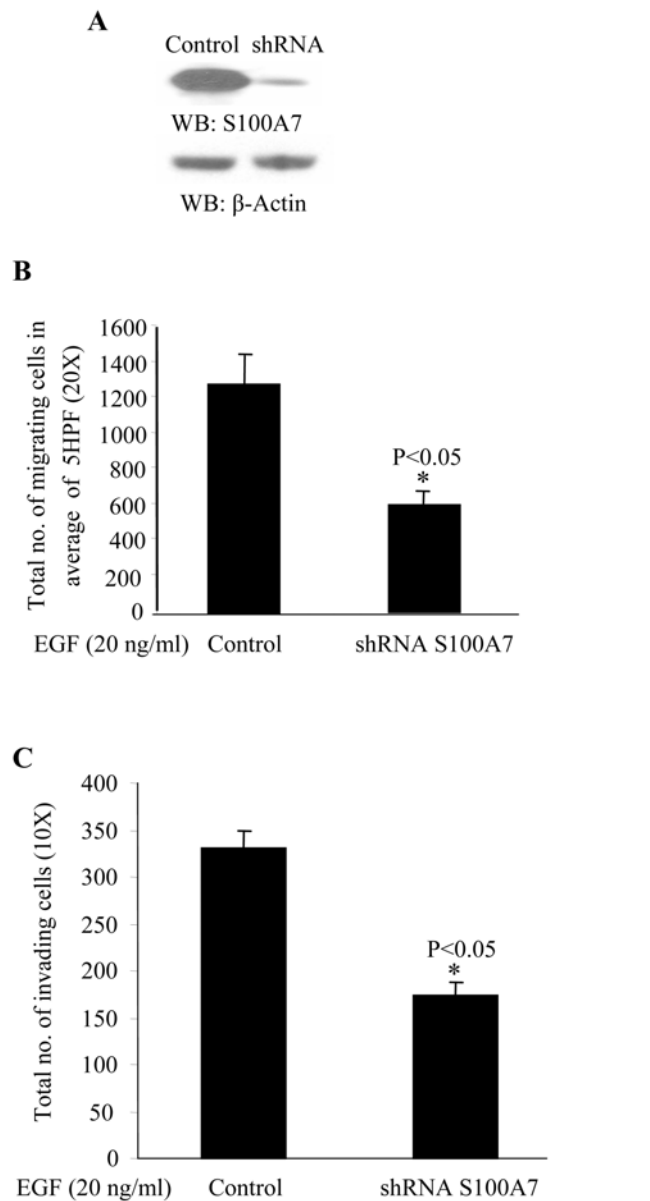 A
Control shRNA
WB: S100A7
WB: β-Actin
B
Total no. of migrating cells in
average of 5HPF (20X)
1600
1400
1200
1000
800
600
400
200
0
P<0.05
*
EGF (20 ng/ml) Control shRNA S100A7
C
Total no. of invading cells (10X)
400
350
300
250
200
150
100
50
0
P<0.05
*
EGF (20 ng/ml) Control shRNA S100A7